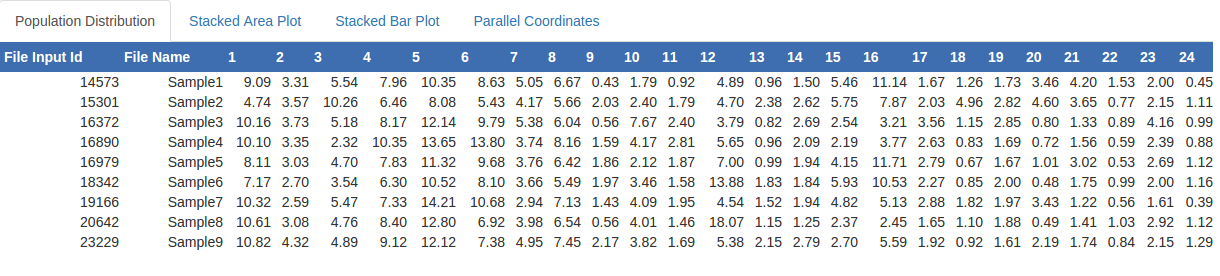 Population Distribution Stacked Area Plot Stacked Bar Plot Parallel Coordinates
File Input Id File Name 1 2 3 4 5 6 7 8 9 10 11 12 13 14 15 16 17 18 19 20 21 22 23 24
14573 Sample1 9.09 3.31 5.54 7.96 10.35 8.63 5.05 6.67 0.43 1.79 0.92 4.89 0.96 1.50 5.46 11.14 1.67 1.26 1.73 3.46 4.20 1.53 2.00 0.45
15301 Sample2 4.74 3.57 10.26 6.46 8.08 5.43 4.17 5.66 2.03 2.40 1.79 4.70 2.38 2.62 5.75 7.87 2.03 4.96 2.82 4.60 3.65 0.77 2.15 1.11
16372 Sample3 10.16 3.73 5.18 8.17 12.14 9.79 5.38 6.04 0.56 7.67 2.40 3.79 0.82 2.69 2.54 3.21 3.56 1.15 2.85 0.80 1.33 0.89 4.16 0.99
16890 Sample4 10.10 3.35 2.32 10.35 13.65 13.80 3.74 8.16 1.59 4.17 2.81 5.65 0.96 2.09 2.19 3.77 2.63 0.83 1.69 0.72 1.56 0.59 2.39 0.88
16979 Sample5 8.11 3.03 4.70 7.83 11.32 9.68 3.76 6.42 1.86 2.12 1.87 7.00 0.99 1.94 4.15 11.71 2.79 0.67 1.67 1.01 3.02 0.53 2.69 1.12
18342 Sample6 7.17 2.70 3.54 6.30 10.52 8.10 3.66 5.49 1.97 3.46 1.58 13.88 1.83 1.84 5.93 10.53 2.27 0.85 2.00 0.48 1.75 0.99 2.00 1.16
19166 Sample7 10.32 2.59 5.47 7.33 14.21 10.68 2.94 7.13 1.43 4.09 1.95 4.54 1.52 1.94 4.82 5.13 2.88 1.82 1.97 3.43 1.22 0.56 1.61 0.39
20642 Sample8 10.61 3.08 4.76 8.40 12.80 6.92 3.98 6.54 0.56 4.01 1.46 18.07 1.15 1.25 2.37 2.45 1.65 1.10 1.88 0.49 1.41 1.03 2.92 1.12
23229 Sample9 10.82 4.32 4.89 9.12 12.12 7.38 4.95 7.45 2.17 3.82 1.69 5.38 2.15 2.79 2.70 5.59 1.92 0.92 1.61 2.19 1.74 0.84 2.15 1.29